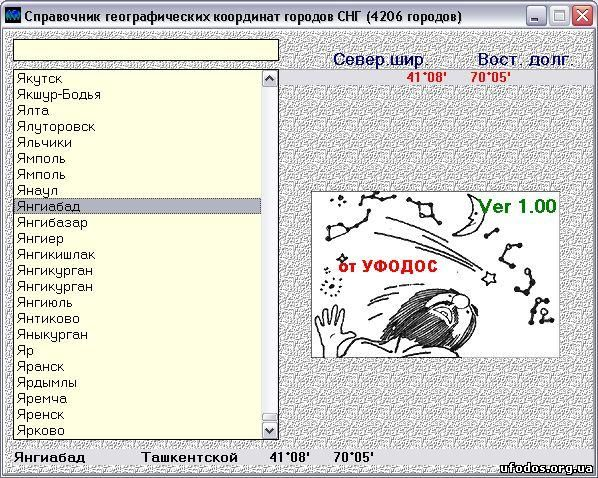 Справочник географических координат городов СНГ (4206 городов)
Север.шир. Вост. долг.
41°08' 70°05'
Якутск
Якшур-Бодья
Ялта
Ялуторовск
Яльчики
Ямполь
Ямполь
Янаул
Янгиабад
Янгибазар
Янгиер
Янгикишлак
Янгикурган
Янгикурган
Янгиюль
Янтиково
Яныкурган
Яр
Яранск
Ярдымлы
Яремча
Яренск
Ярково
Ver 1.00
от УФОДОС
Янгиабад Ташкентской 41°08' 70°05'
ufodos.org.ua